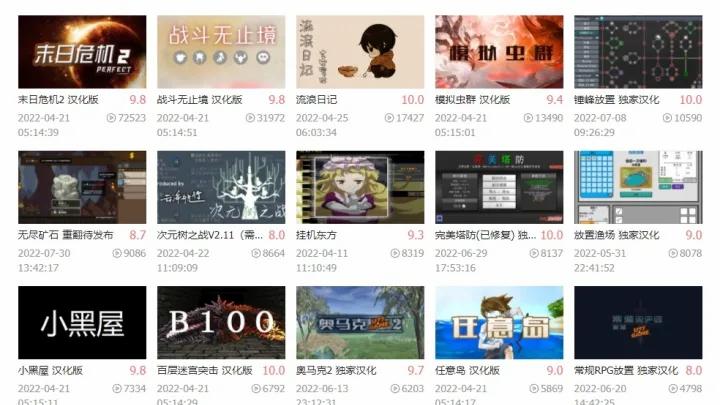 末日危机2
PERFECT
战斗无止境
流浪日记
模拟虫群
末日危机2 汉化版 9.8
战斗无止境 汉化版 9.8
流浪日记 10.0
模拟虫群 汉化版 9.4
锤峰放置 独家汉化 10.0
2022-04-21 72523
05:14:39
2022-04-21 31972
05:14:51
2022-04-25 17427
06:03:34
2022-04-21 13490
05:15:01
2022-07-08 10590
09:26:29
次元树之战
完美塔防
无尽矿石 重翻待发布 8.7
次元树之战V2.11（需... 8.0
挂机东方 9.3
完美塔防(已修复) 独... 10.0
放置渔场 独家汉化 9.0
2022-07-30 9086
13:42:17
2022-04-22 8664
11:09:09
2022-04-11 8319
11:10:49
2022-06-29 8137
17:53:16
2022-05-31 8078
22:41:52
小黑屋
B100
奥马克 2
任意岛
常规RPG
小黑屋 汉化版 9.8
百层迷宫突击 汉化版 10.0
奥马克2 独家汉化 9.7
任意岛 汉化版 9.0
常规RPG放置 独家汉化 8.0
2022-04-21 7334
05:15:11
2022-04-21 6792
05:14:29
2022-06-13 6203
23:12:31
2022-04-21 5869
05:14:17
2022-06-20 4798
14:42:25